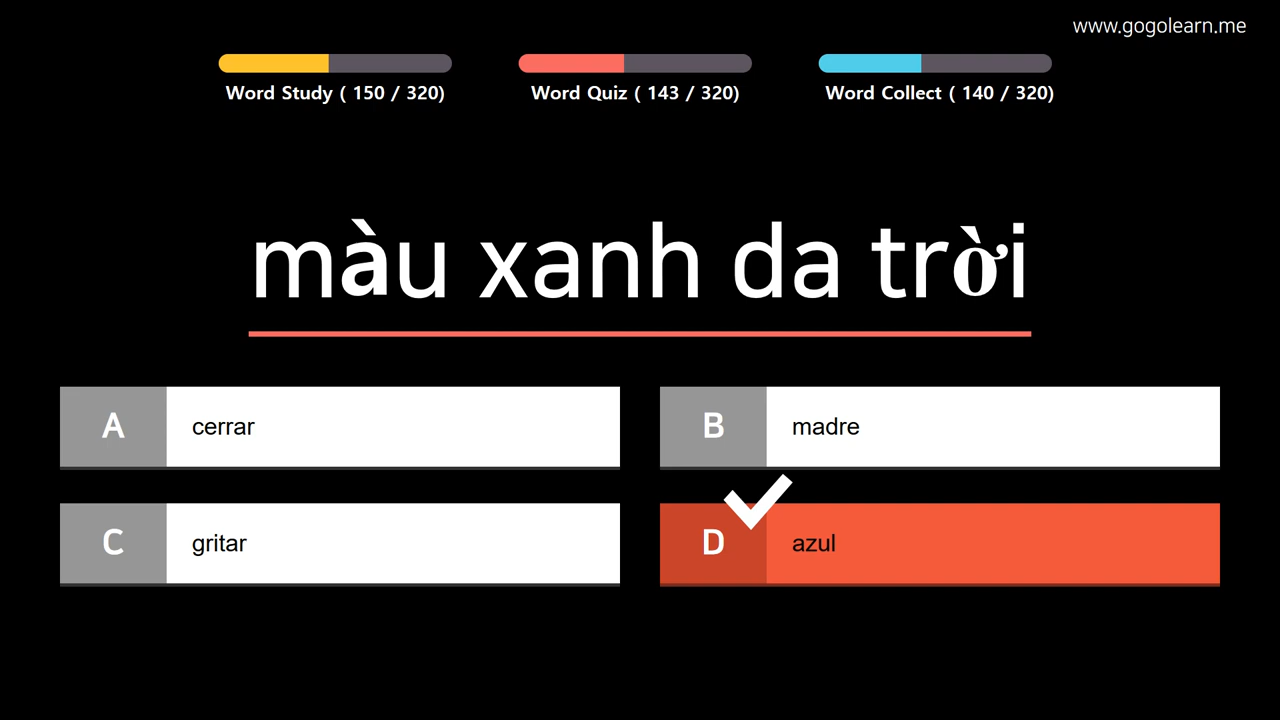 www.gogolearn.me
Word Study ( 150 / 320)
Word Quiz ( 143 / 320)
Word Collect ( 140 / 320)
màu xanh da trời
A cerrar
B madre
C gritar
D azul